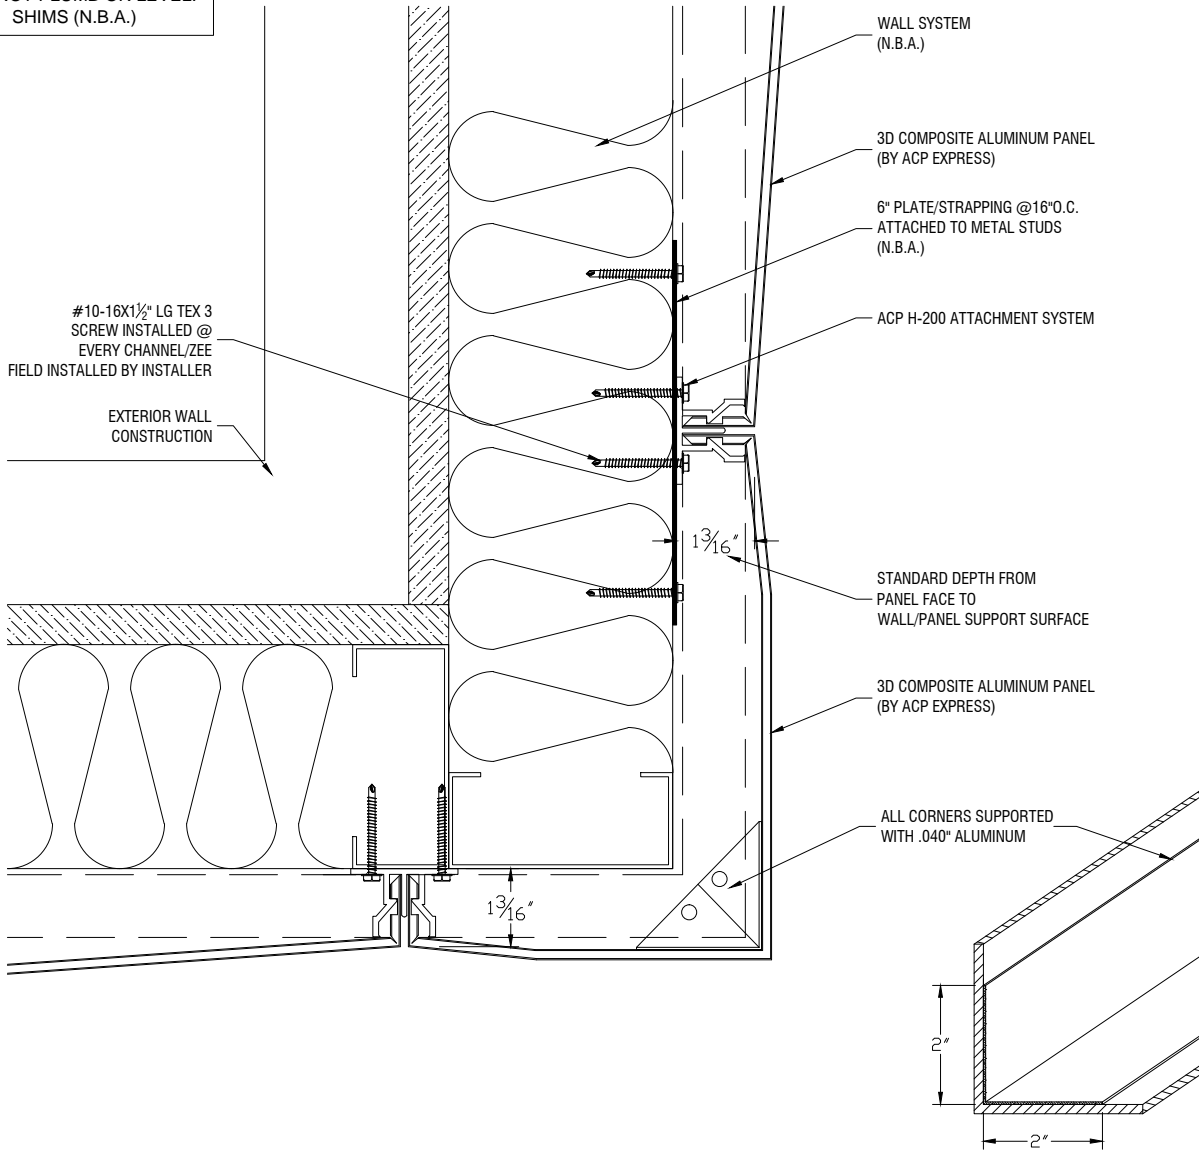 SHIMS (N.B.A.)
WALL SYSTEM
(N.B.A.)
3D COMPOSITE ALUMINUM PANEL
(BY ACP EXPRESS)
6" PLATE/STRAPPING @16"O.C.
ATTACHED TO METAL STUDS
(N.B.A.)
ACP H-200 ATTACHMENT SYSTEM
#10-16X1½" LG TEX 3
SCREW INSTALLED @
EVERY CHANNEL/ZEE
FIELD INSTALLED BY INSTALLER
EXTERIOR WALL
CONSTRUCTION
1 3/16"
STANDARD DEPTH FROM
PANEL FACE TO
WALL/PANEL SUPPORT SURFACE
3D COMPOSITE ALUMINUM PANEL
(BY ACP EXPRESS)
ALL CORNERS SUPPORTED
WITH .040" ALUMINUM
1 3/16"
2"
2"